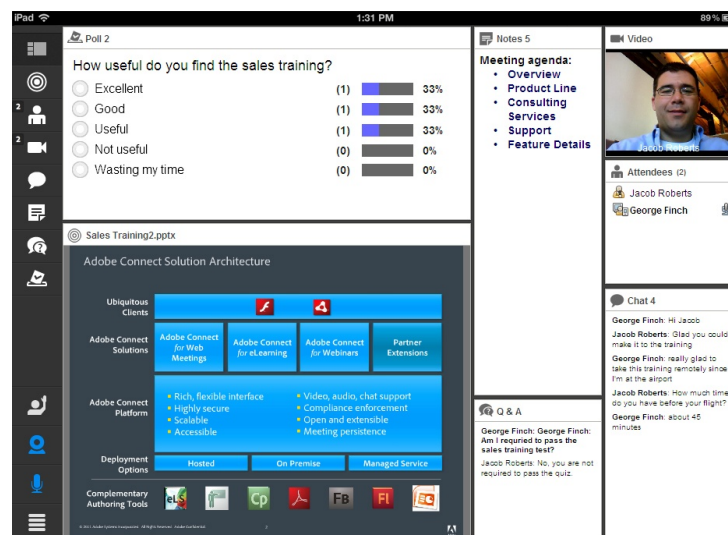 iPad
1:31 PM
89%
Poll 2
How useful do you find the sales training?
Excellent (1) 33%
Good (1) 33%
Useful (1) 33%
Not useful (0) 0%
Wasting my time (0) 0%
2
2
Sales Training2.pptx
Adobe Connect Solution Architecture
Ubiquitous
Clients
Adobe Connect
Solutions
Adobe Connect
for Web
Meetings
Adobe Connect
for eLearning
Adobe Connect
for Webinars
Partner
Extensions
Adobe Connect
Platform
• Rich, flexible interface
• Highly secure
• Scalable
• Accessible
• Video, audio, chat support
• Compliance enforcement
• Open and extensible
• Meeting persistence
Deployment
Options
Hosted
On Premise
Managed Service
Complementary
Authoring Tools
eLS
Cp
FB
Fl
Notes 5
Meeting agenda:
• Overview
• Product Line
• Consulting
Services
• Support
• Feature Details
Q & A
George Finch: George Finch:
Am I requried to pass the
sales training test?
Jacob Roberts: No, you are not
required to pass the quiz.
Video
Jacob Roberts
Attendees (2)
Jacob Roberts
George Finch
Chat 4
George Finch: Hi Jacob
Jacob Roberts: Glad you could
make it to the training
George Finch: really glad to
take this training remotely since
I'm at the airport
Jacob Roberts: How much time
do you have before your flight?
George Finch: about 45
minutes